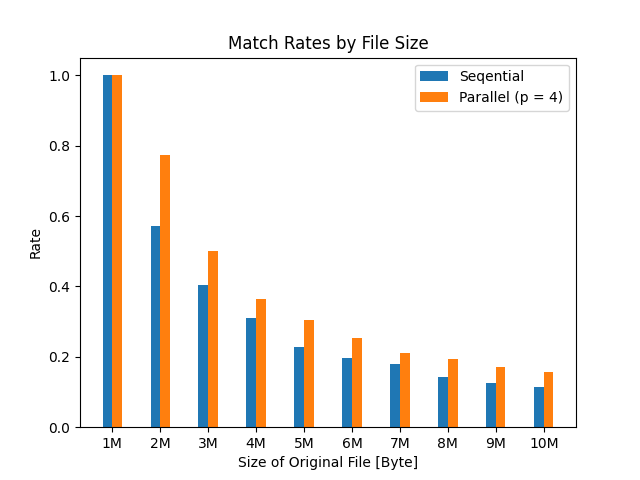 Match Rates by File Size
Seqential
Parallel (p = 4)
Rate
1.0
0.8
0.6
0.4
0.2
0.0
1M 2M 3M 4M 5M 6M 7M 8M 9M 10M
Size of Original File [Byte]